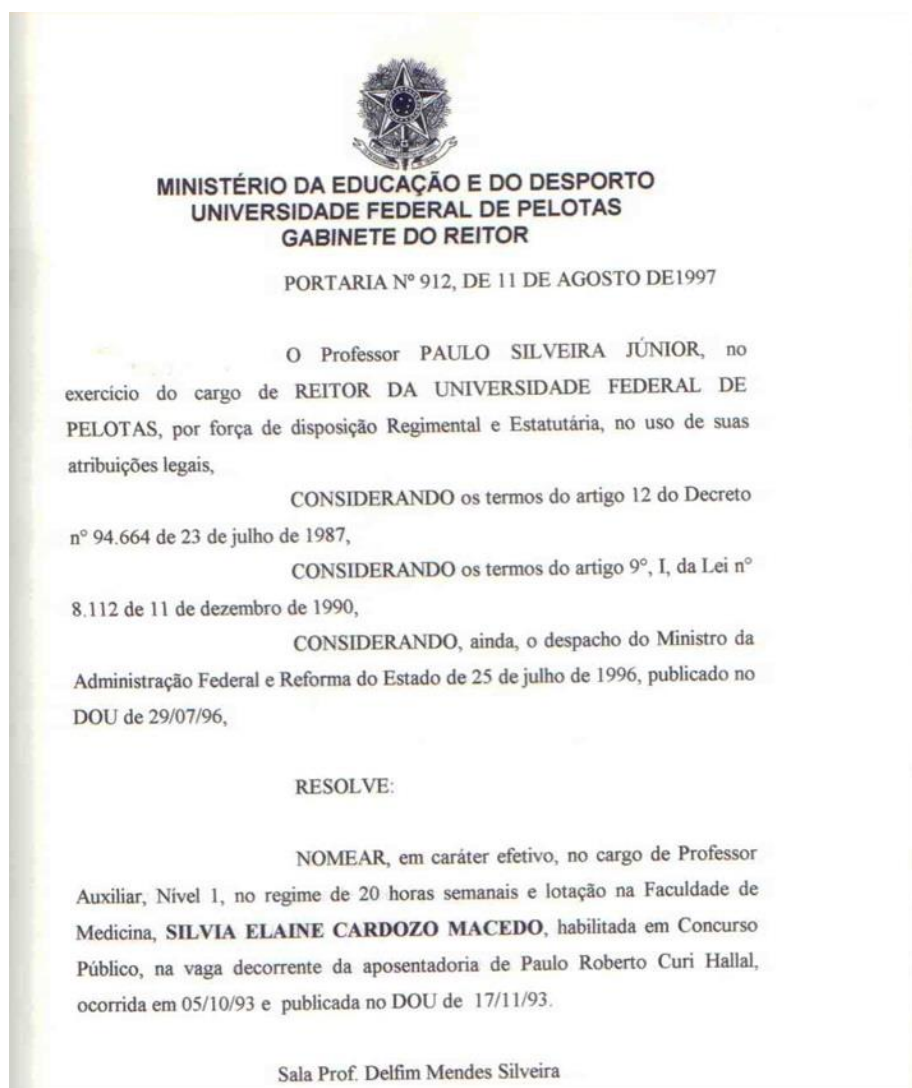 MINISTÉRIO DA EDUCAÇÃO E DO DESPORTO
UNIVERSIDADE FEDERAL DE PELOTAS
GABINETE DO REITOR
PORTARIA Nº 912, DE 11 DE AGOSTO DE1997
O Professor PAULO SILVEIRA JÚNIOR, no
exercício do cargo de REITOR DA UNIVERSIDADE FEDERAL DE
PELOTAS, por força de disposição Regimental e Estatutária, no uso de suas
atribuições legais,
CONSIDERANDO os termos do artigo 12 do Decreto
nº 94.664 de 23 de julho de 1987,
CONSIDERANDO os termos do artigo 9°, I, da Lei n°
8.112 de 11 de dezembro de 1990,
CONSIDERANDO, ainda, o despacho do Ministro da
Administração Federal e Reforma do Estado de 25 de julho de 1996, publicado no
DOU de 29/07/96,
RESOLVE:
NOMEAR, em caráter efetivo, no cargo de Professor
Auxiliar, Nível 1, no regime de 20 horas semanais e lotação na Faculdade de
Medicina, SILVIA ELAINE CARDOZO MACEDO, habilitada em Concurso
Público, na vaga decorrente da aposentadoria de Paulo Roberto Curi Hallal,
ocorrida em 05/10/93 e publicada no DOU de 17/11/93.
Sala Prof. Delfim Mendes Silveira